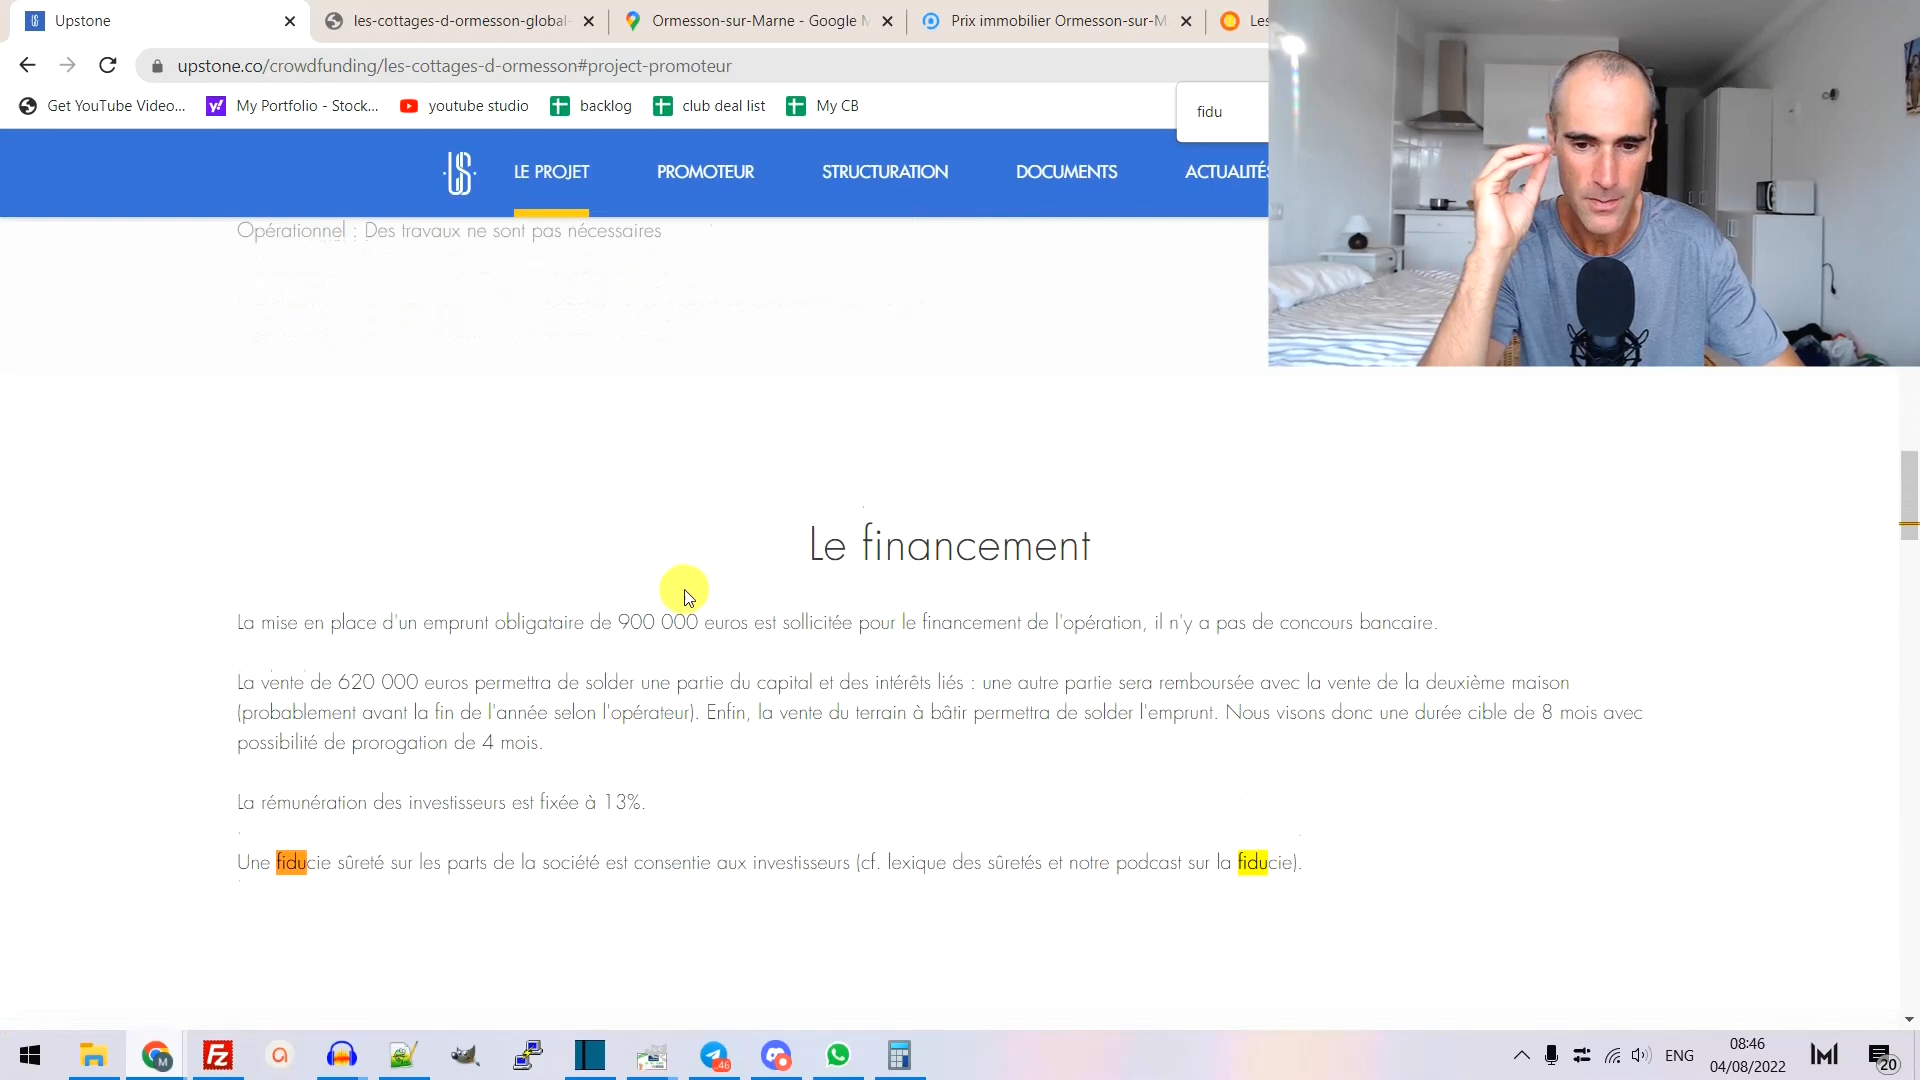 Upstone
les-cottages-d-ormesson-global-
Ormesson-sur-Marne - Google M
Prix immobilier Ormesson-sur-M
Les
upstone.co/crowdfunding/les-cottages-d-ormesson#project-promoteur
Get YouTube Video...
My Portfolio - Stock...
youtube studio
backlog
club deal list
My CB
fidu
LE PROJET
PROMOTEUR
STRUCTURATION
DOCUMENTS
ACTUALITÉS
Opérationnel : Des travaux ne sont pas nécessaires
Le financement
La mise en place d'un emprunt obligataire de 900 000 euros est sollicitée pour le financement de l'opération, il n'y a pas de concours bancaire.
La vente de 620 000 euros permettra de solder une partie du capital et des intérêts liés : une autre partie sera remboursée avec la vente de la deuxième maison
(probablement avant la fin de l'année selon l'opérateur). Enfin, la vente du terrain à bâtir permettra de solder l'emprunt. Nous visons donc une durée cible de 8 mois avec
possibilité de prorogation de 4 mois.
La rémunération des investisseurs est fixée à 13%.
Une fiducie sûreté sur les parts de la société est consentie aux investisseurs (cf. lexique des sûretés et notre podcast sur la fiducie).
ENG
08:46
04/08/2022
20